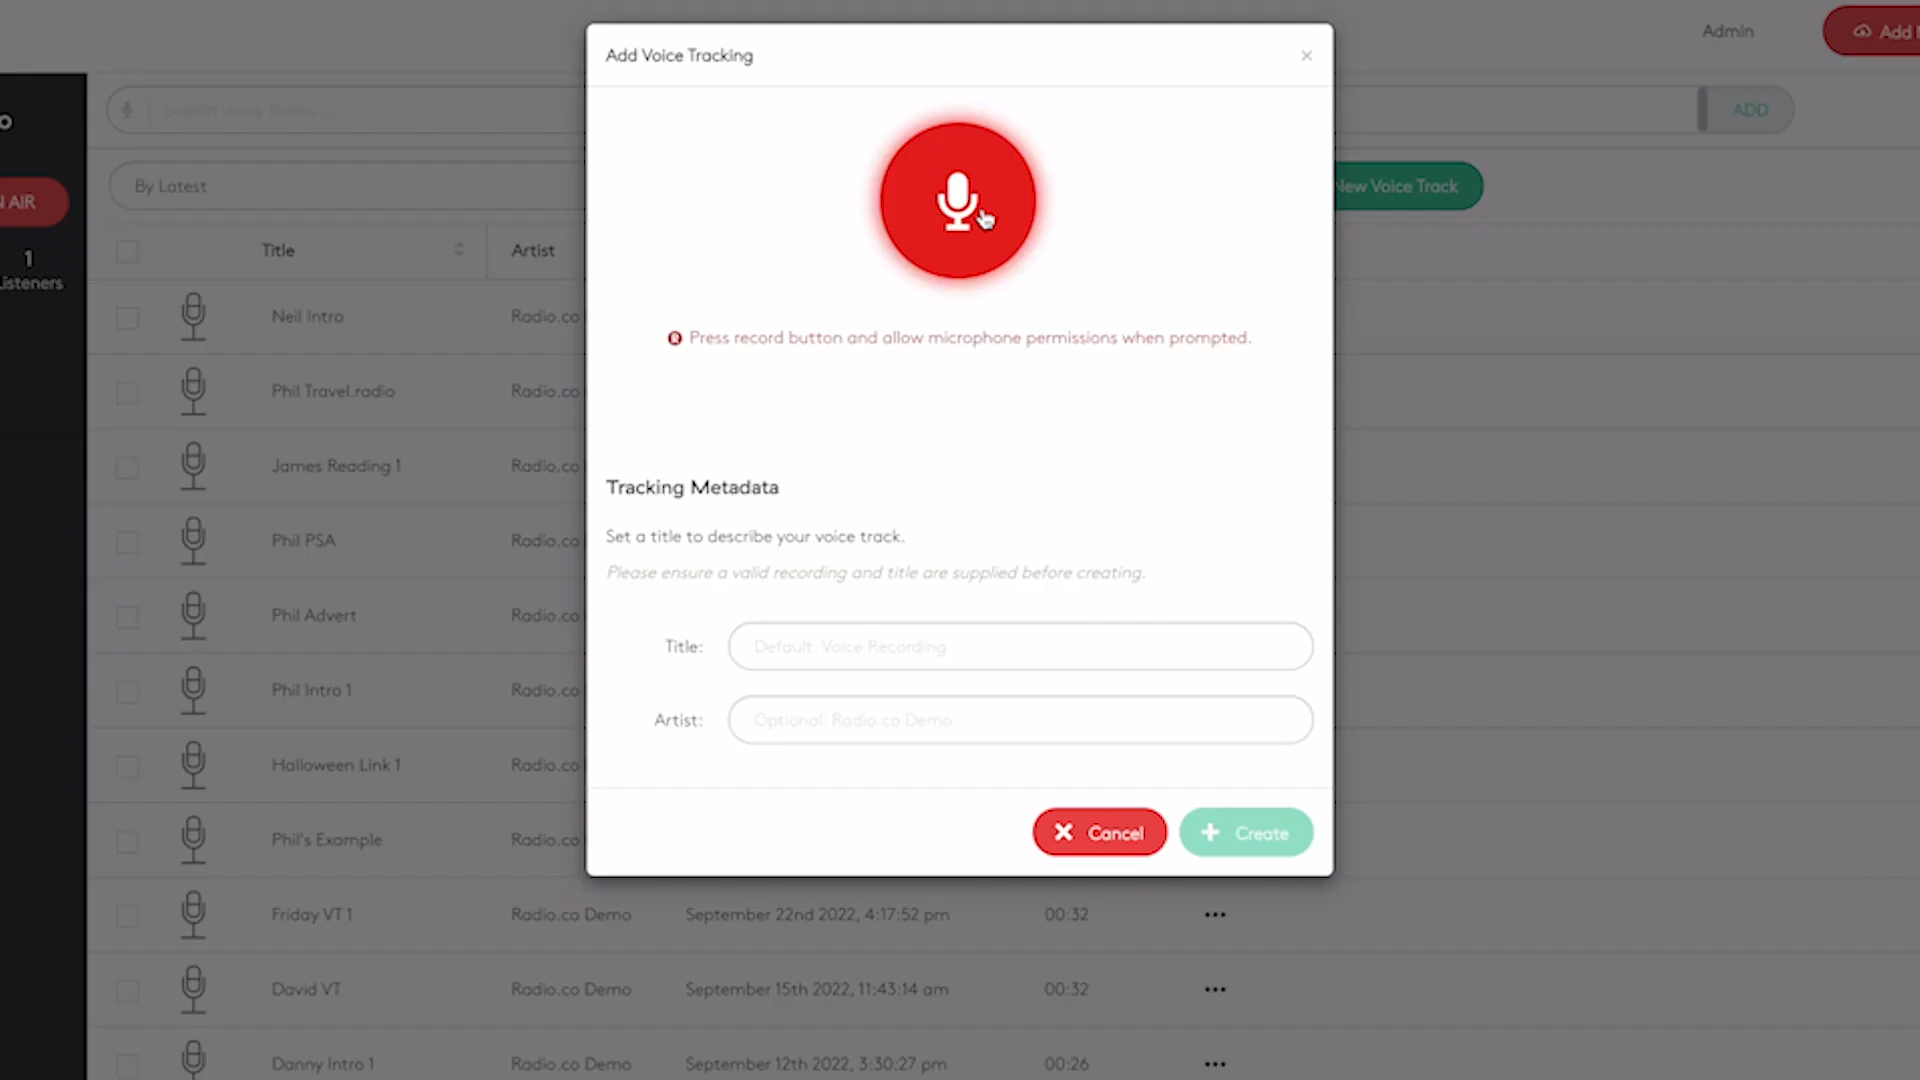 Add Voice Tracking
×
Admin
Add
Search Voice Tracks
ADD
o
By Latest
New Voice Track
N AIR
1
Listeners
Title
Artist
Press record button and allow microphone permissions when prompted.
Neil Intro
Radio.co
Phil Travel.radio
Radio.co
James Reading 1
Radio.co
Tracking Metadata
Phil PSA
Radio.co
Set a title to describe your voice track.
Please ensure a valid recording and title are supplied before creating.
Phil Advert
Radio.co
Title:
Default: Voice Recording
Phil Intro 1
Radio.co
Artist:
Optional: Radio.co Demo
Halloween Link 1
Radio.co
Phil's Example
Radio.co
Cancel
Create
Friday VT 1
Radio.co Demo
September 22nd 2022, 4:17:52 pm
00:32
David VT
Radio.co Demo
September 15th 2022, 11:43:14 am
00:32
Danny Intro 1
Radio.co Demo
September 12th 2022, 3:30:27 pm
00:26